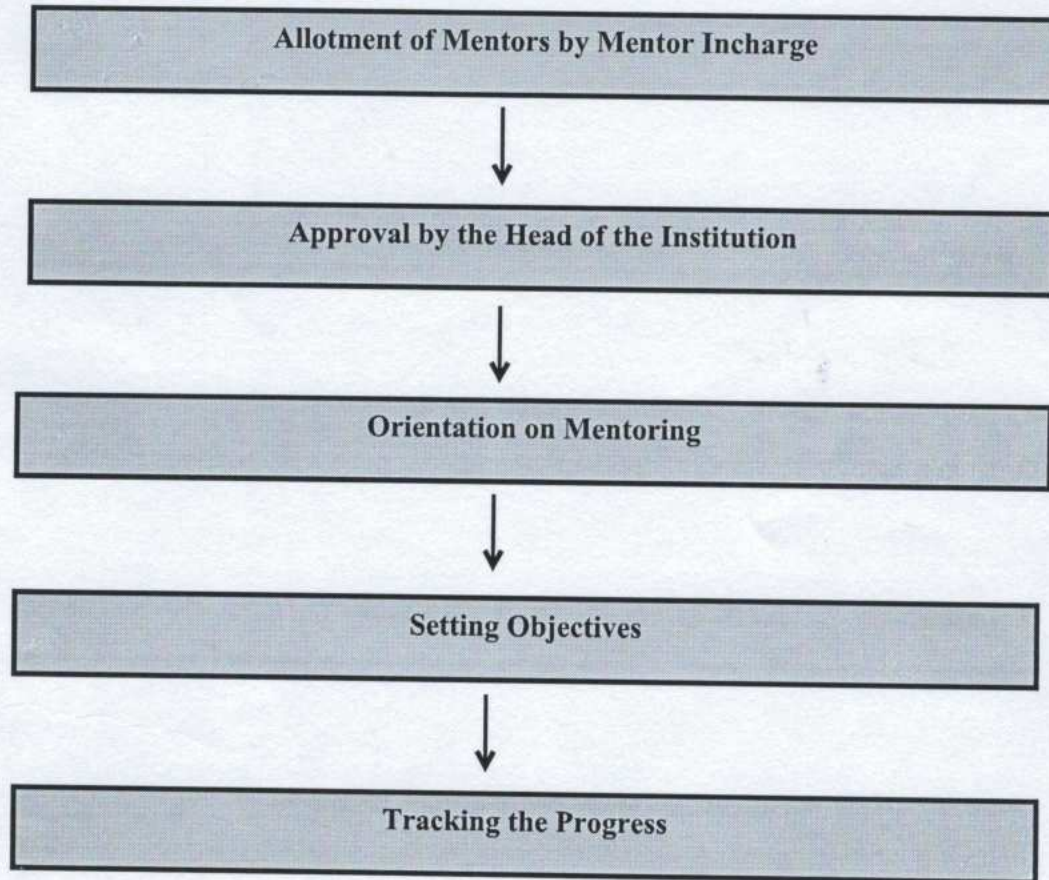 Allotment of Mentors by Mentor Incharge
Approval by the Head of the Institution
Orientation on Mentoring
Setting Objectives
Tracking the Progress